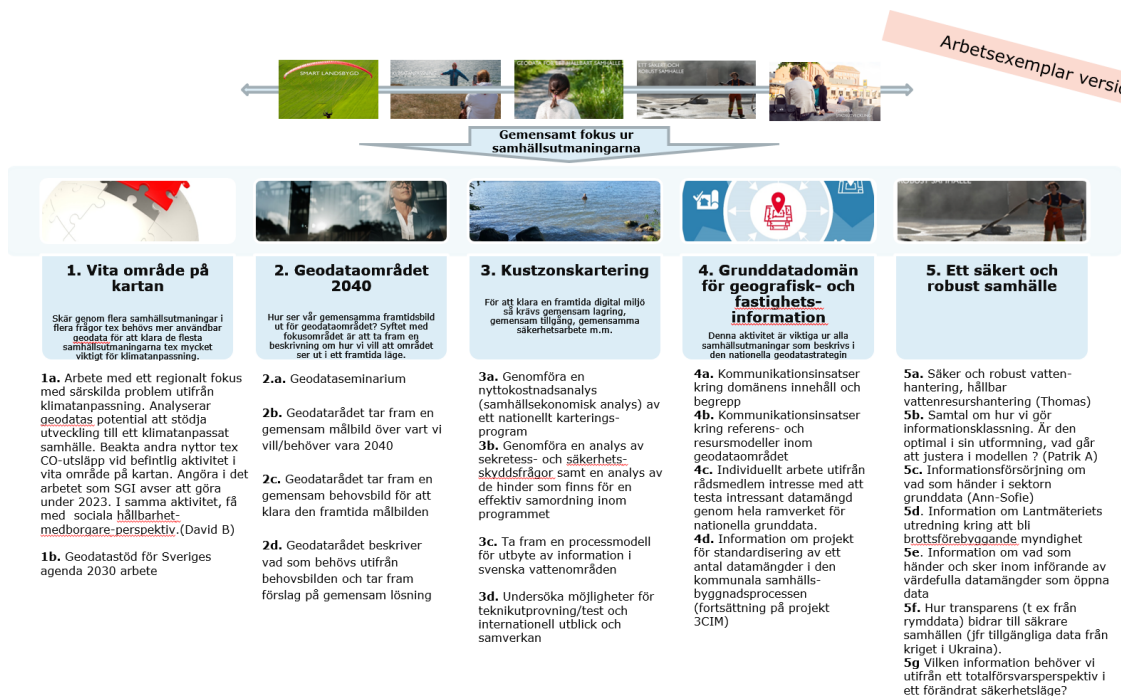 Arbetsexemplar versio
SMART LANDSBYGD
GEODATA FÖR ETT HÅLLBART SAMHÄLLE
ETT SÄKERT OCH
ROBUST SAMHÄLLE
Gemensamt fokus ur
samhällsutmaningarna
ROBUST SAMHÄLLE
1. Vita område på
kartan
Skär genom flera samhällsutmaningar i
flera frågor tex behövs mer användbar
geodata för att klara de flesta
samhällsutmaningarna tex mycket
viktigt för klimatanpassning.
1a. Arbete med ett regionalt fokus
med särskilda problem utifrån
klimatanpassning. Analyserar
geodatas potential att stödja
utveckling till ett klimatanpassat
samhälle. Beakta andra nyttor tex
CO-utsläpp vid befintlig aktivitet i
vita område på kartan. Angöra i det
arbetet som SGI avser att göra
under 2023. I samma aktivitet, få
med sociala hållbarhet-
medborgare-perspektiv.(David B)
1b. Geodatastöd för Sveriges
agenda 2030 arbete
2. Geodataområdet
2040
Hur ser vår gemensamma framtidsbild
ut för geodataområdet? Syftet med
fokusområdet är att ta fram en
beskrivning om hur vi vill att området
ser ut i ett framtida läge.
2.a. Geodataseminarium
2b. Geodatarådet tar fram en
gemensam målbild över vart vi
vill/behöver vara 2040
2c. Geodatarådet tar fram en
gemensam behovsbild för att
klara den framtida målbilden
2d. Geodatarådet beskriver
vad som behövs utifrån
behovsbilden och tar fram
förslag på gemensam lösning
3. Kustzonskartering
För att klara en framtida digital miljö
så krävs gemensam lagring,
gemensam tillgång, gemensamma
säkerhetsarbete m.m.
3a. Genomföra en
nyttokostnadsanalys
(samhällsekonomisk analys) av
ett nationellt karterings-
program
3b. Genomföra en analys av
sekretess- och säkerhets-
skyddsfrågor samt en analys av
de hinder som finns för en
effektiv samordning inom
programmet
3c. Ta fram en processmodell
för utbyte av information i
svenska vattenområden
3d. Undersöka möjligheter för
teknikutprovning/test och
internationell utblick och
samverkan
4. Grunddatadomän
för geografisk- och
fastighets-
information
Denna aktivitet är viktiga ur alla
samhällsutmaningar som beskrivs i
den nationella geodatastrategin
4a. Kommunikationsinsatser
kring domänens innehåll och
begrepp
4b. Kommunikationsinsatser
kring referens- och
resursmodeller inom
geodataområdet
4c. Individuellt arbete utifrån
rådsmedlem intresse med att
testa intressant datamängd
genom hela ramverket för
nationella grunddata.
4d. Information om projekt
för standardisering av ett
antal datamängder i den
kommunala samhälls-
byggnadsprocessen
(fortsättning på projekt
3CIM)
5. Ett säkert och
robust samhälle
5a. Säker och robust vatten-
hantering, hållbar
vattenresurshantering (Thomas)
5b. Samtal om hur vi gör
informationsklassning. Är den
optimal i sin utformning, vad går
att justera i modellen ? (Patrik A)
5c. Informationsförsörjning om
vad som händer i sektorn
grunddata (Ann-Sofie)
5d. Information om Lantmäteriets
utredning kring att bli
brottsförebyggande myndighet
5e. Information om vad som
händer och sker inom införande av
värdefulla datamängder som öppna
data
5f. Hur transparens (t ex från
rymddata) bidrar till säkrare
samhällen (jfr tillgängliga data från
kriget i Ukraina).
5g Vilken information behöver vi
utifrån ett totalförsvarsperspektiv i
ett förändrat säkerhetsläge?